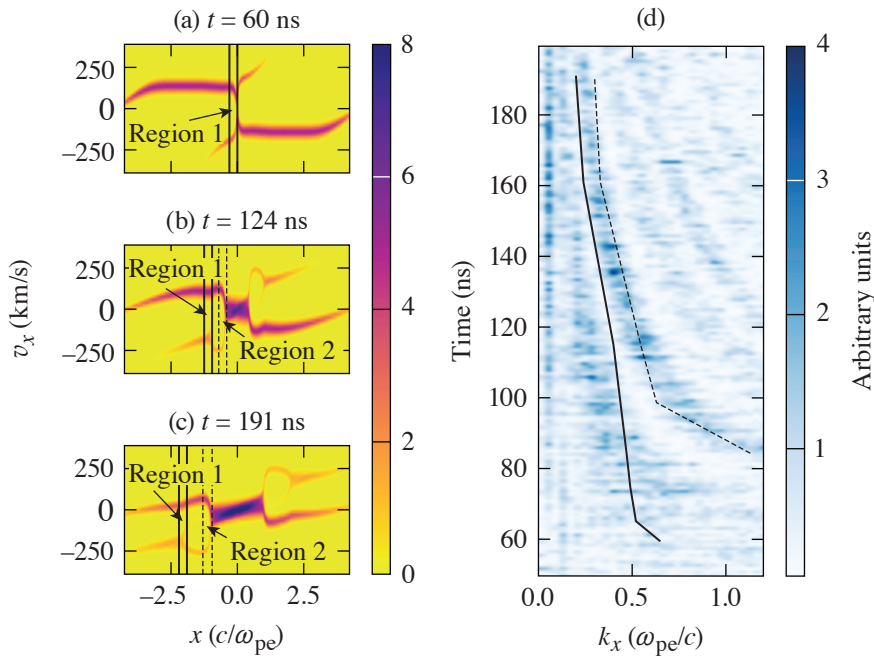 (a) t = 60 ns
250
0
–250
Region 1
(b) t = 124 ns
250
0
–250
Region 1
Region 2
(c) t = 191 ns
250
0
–250
Region 1
Region 2
–2.5
0.0
2.5
x (c/ωpe)
vx (km/s)
8
6
4
2
0
(d)
180
160
140
120
100
80
60
Time (ns)
0.0
0.5
1.0
kx (ωpe/c)
4
3
2
1
Arbitrary units